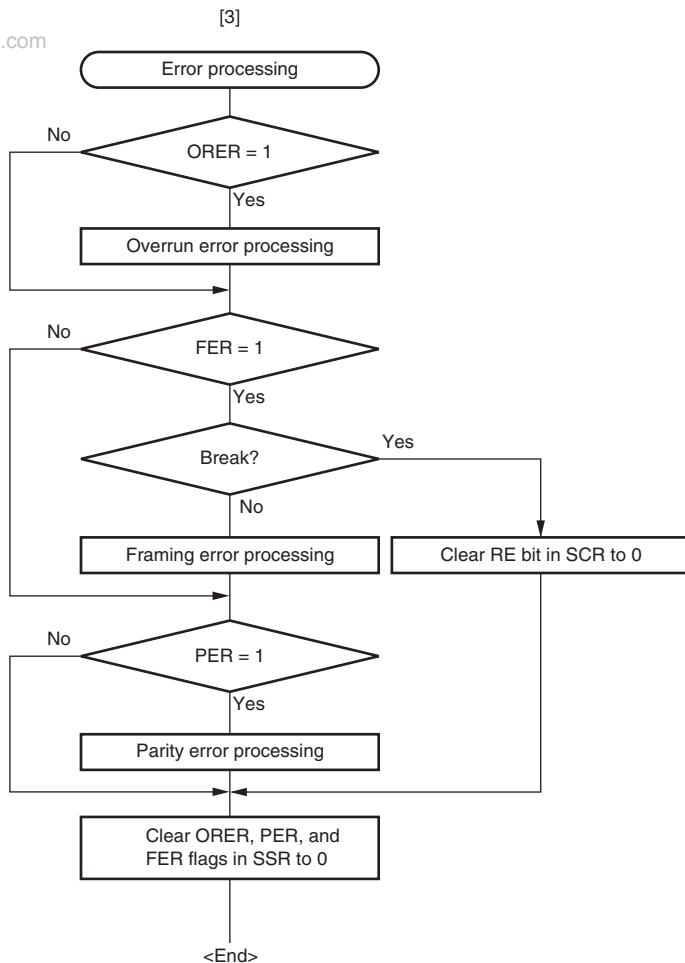 [3]
.com
Error processing
No
ORER = 1
Yes
Overrun error processing
No
FER = 1
Yes
Break?
Yes
No
Framing error processing
Clear RE bit in SCR to 0
No
PER = 1
Yes
Parity error processing
Clear ORER, PER, and
FER flags in SSR to 0
<End>